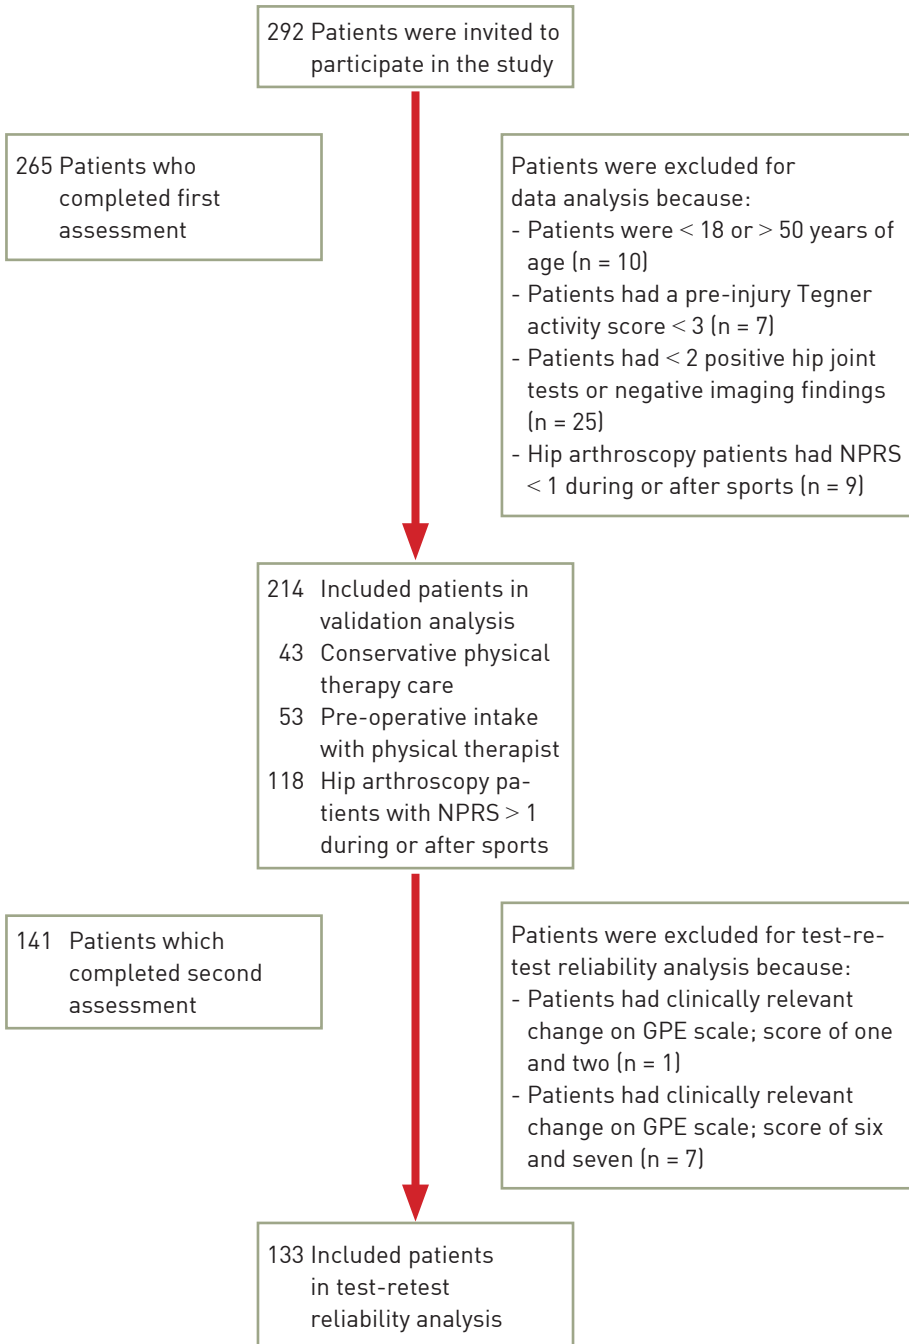 292 Patients were invited to
participate in the study
265 Patients who
completed first
assessment
Patients were excluded for
data analysis because:
- Patients were < 18 or > 50 years of
age (n = 10)
- Patients had a pre-injury Tegner
activity score < 3 (n = 7)
- Patients had < 2 positive hip joint
tests or negative imaging findings
(n = 25)
- Hip arthroscopy patients had NPRS
< 1 during or after sports (n = 9)
214 Included patients in
validation analysis
43 Conservative physical
therapy care
53 Pre-operative intake
with physical therapist
118 Hip arthroscopy pa-
tients with NPRS > 1
during or after sports
141 Patients which
completed second
assessment
Patients were excluded for test-re-
test reliability analysis because:
- Patients had clinically relevant
change on GPE scale; score of one
and two (n = 1)
- Patients had clinically relevant
change on GPE scale; score of six
and seven (n = 7)
133 Included patients
in test-retest
reliability analysis